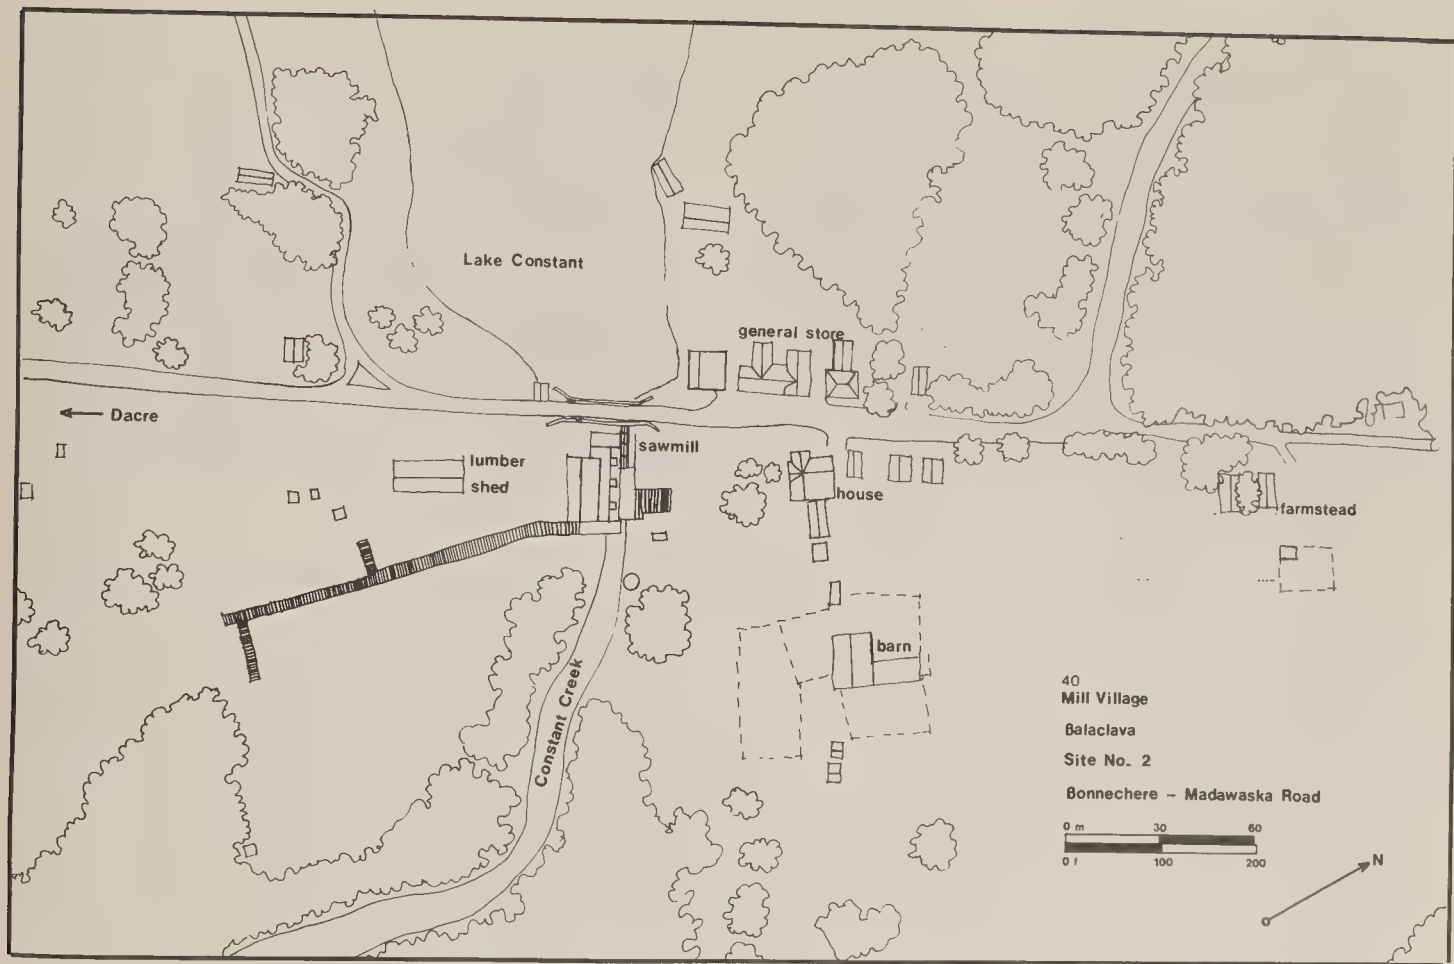 Lake Constant
general store
Dacre
sawmill
lumber
shed
house
farmstead
barn
Constant Creek
40
Mill Village
Balaclava
Site No. 2
Bonnechere - Madawaska Road
0 m 30 60
0 f 100 200
N